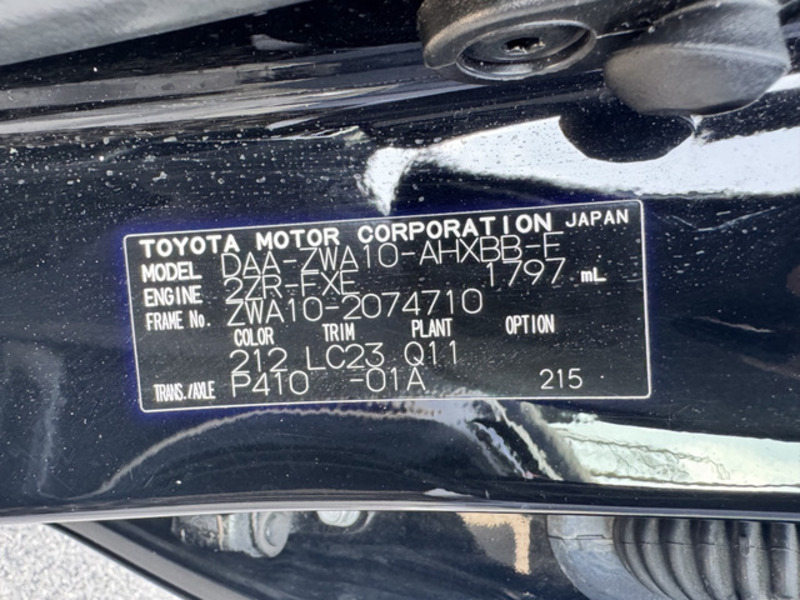 TOYOTA MOTOR CORPORATION JAPAN
MODEL DAA-ZWA10-AHXBB-F
ENGINE 2ZR-FXE 1797 mL
FRAME No. ZWA10-2074710
COLOR TRIM PLANT OPTION
212 LC23 Q11
TRANS./AXLE P410 -01A 215